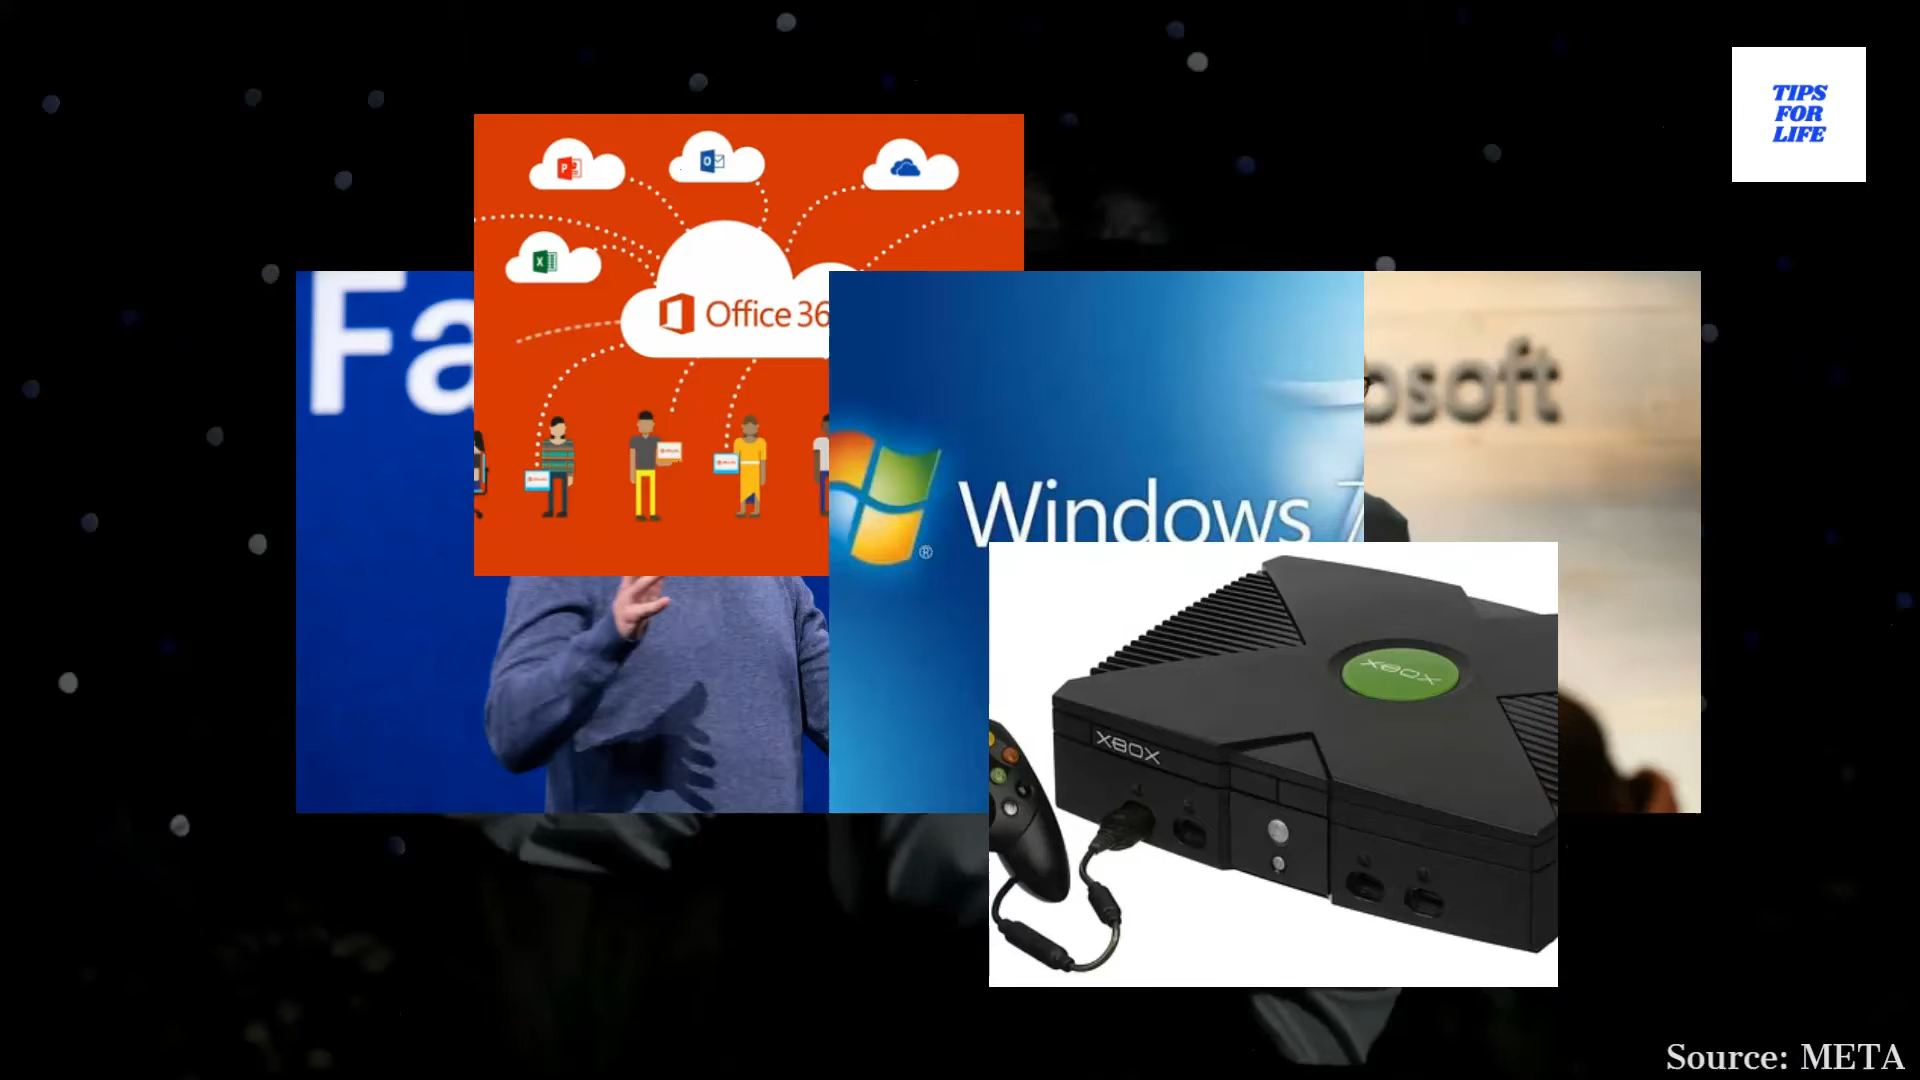 TIPS
FOR
LIFE
Office 36
Fa
osoft
Windows 7
XBOX
XBOX
Source: META